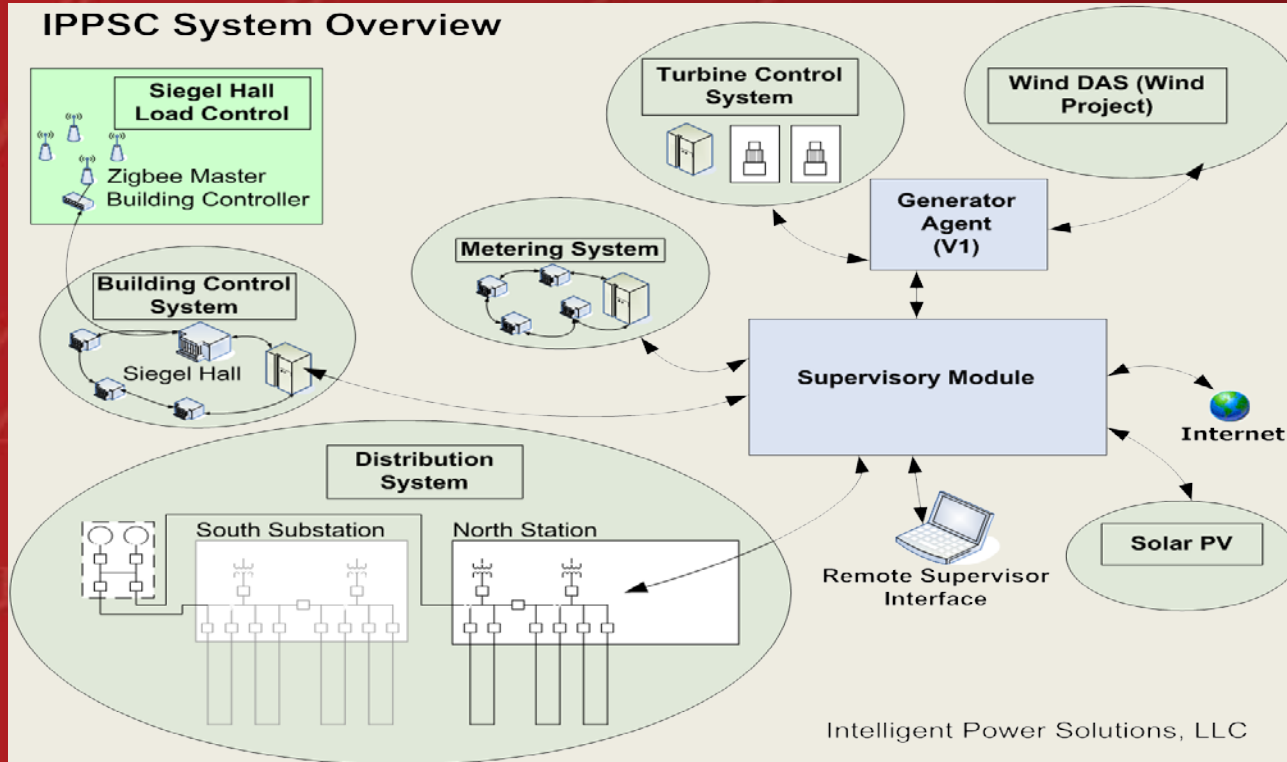 IPPSC System Overview
Siegel Hall
Load Control
Zigbee Master
Building Controller
Turbine Control
System
Wind DAS (Wind
Project)
Generator
Agent
(V1)
Metering System
Building Control
System
Siegel Hall
Supervisory Module
Internet
Distribution
System
South Substation
North Station
Remote Supervisor
Interface
Solar PV
Intelligent Power Solutions, LLC